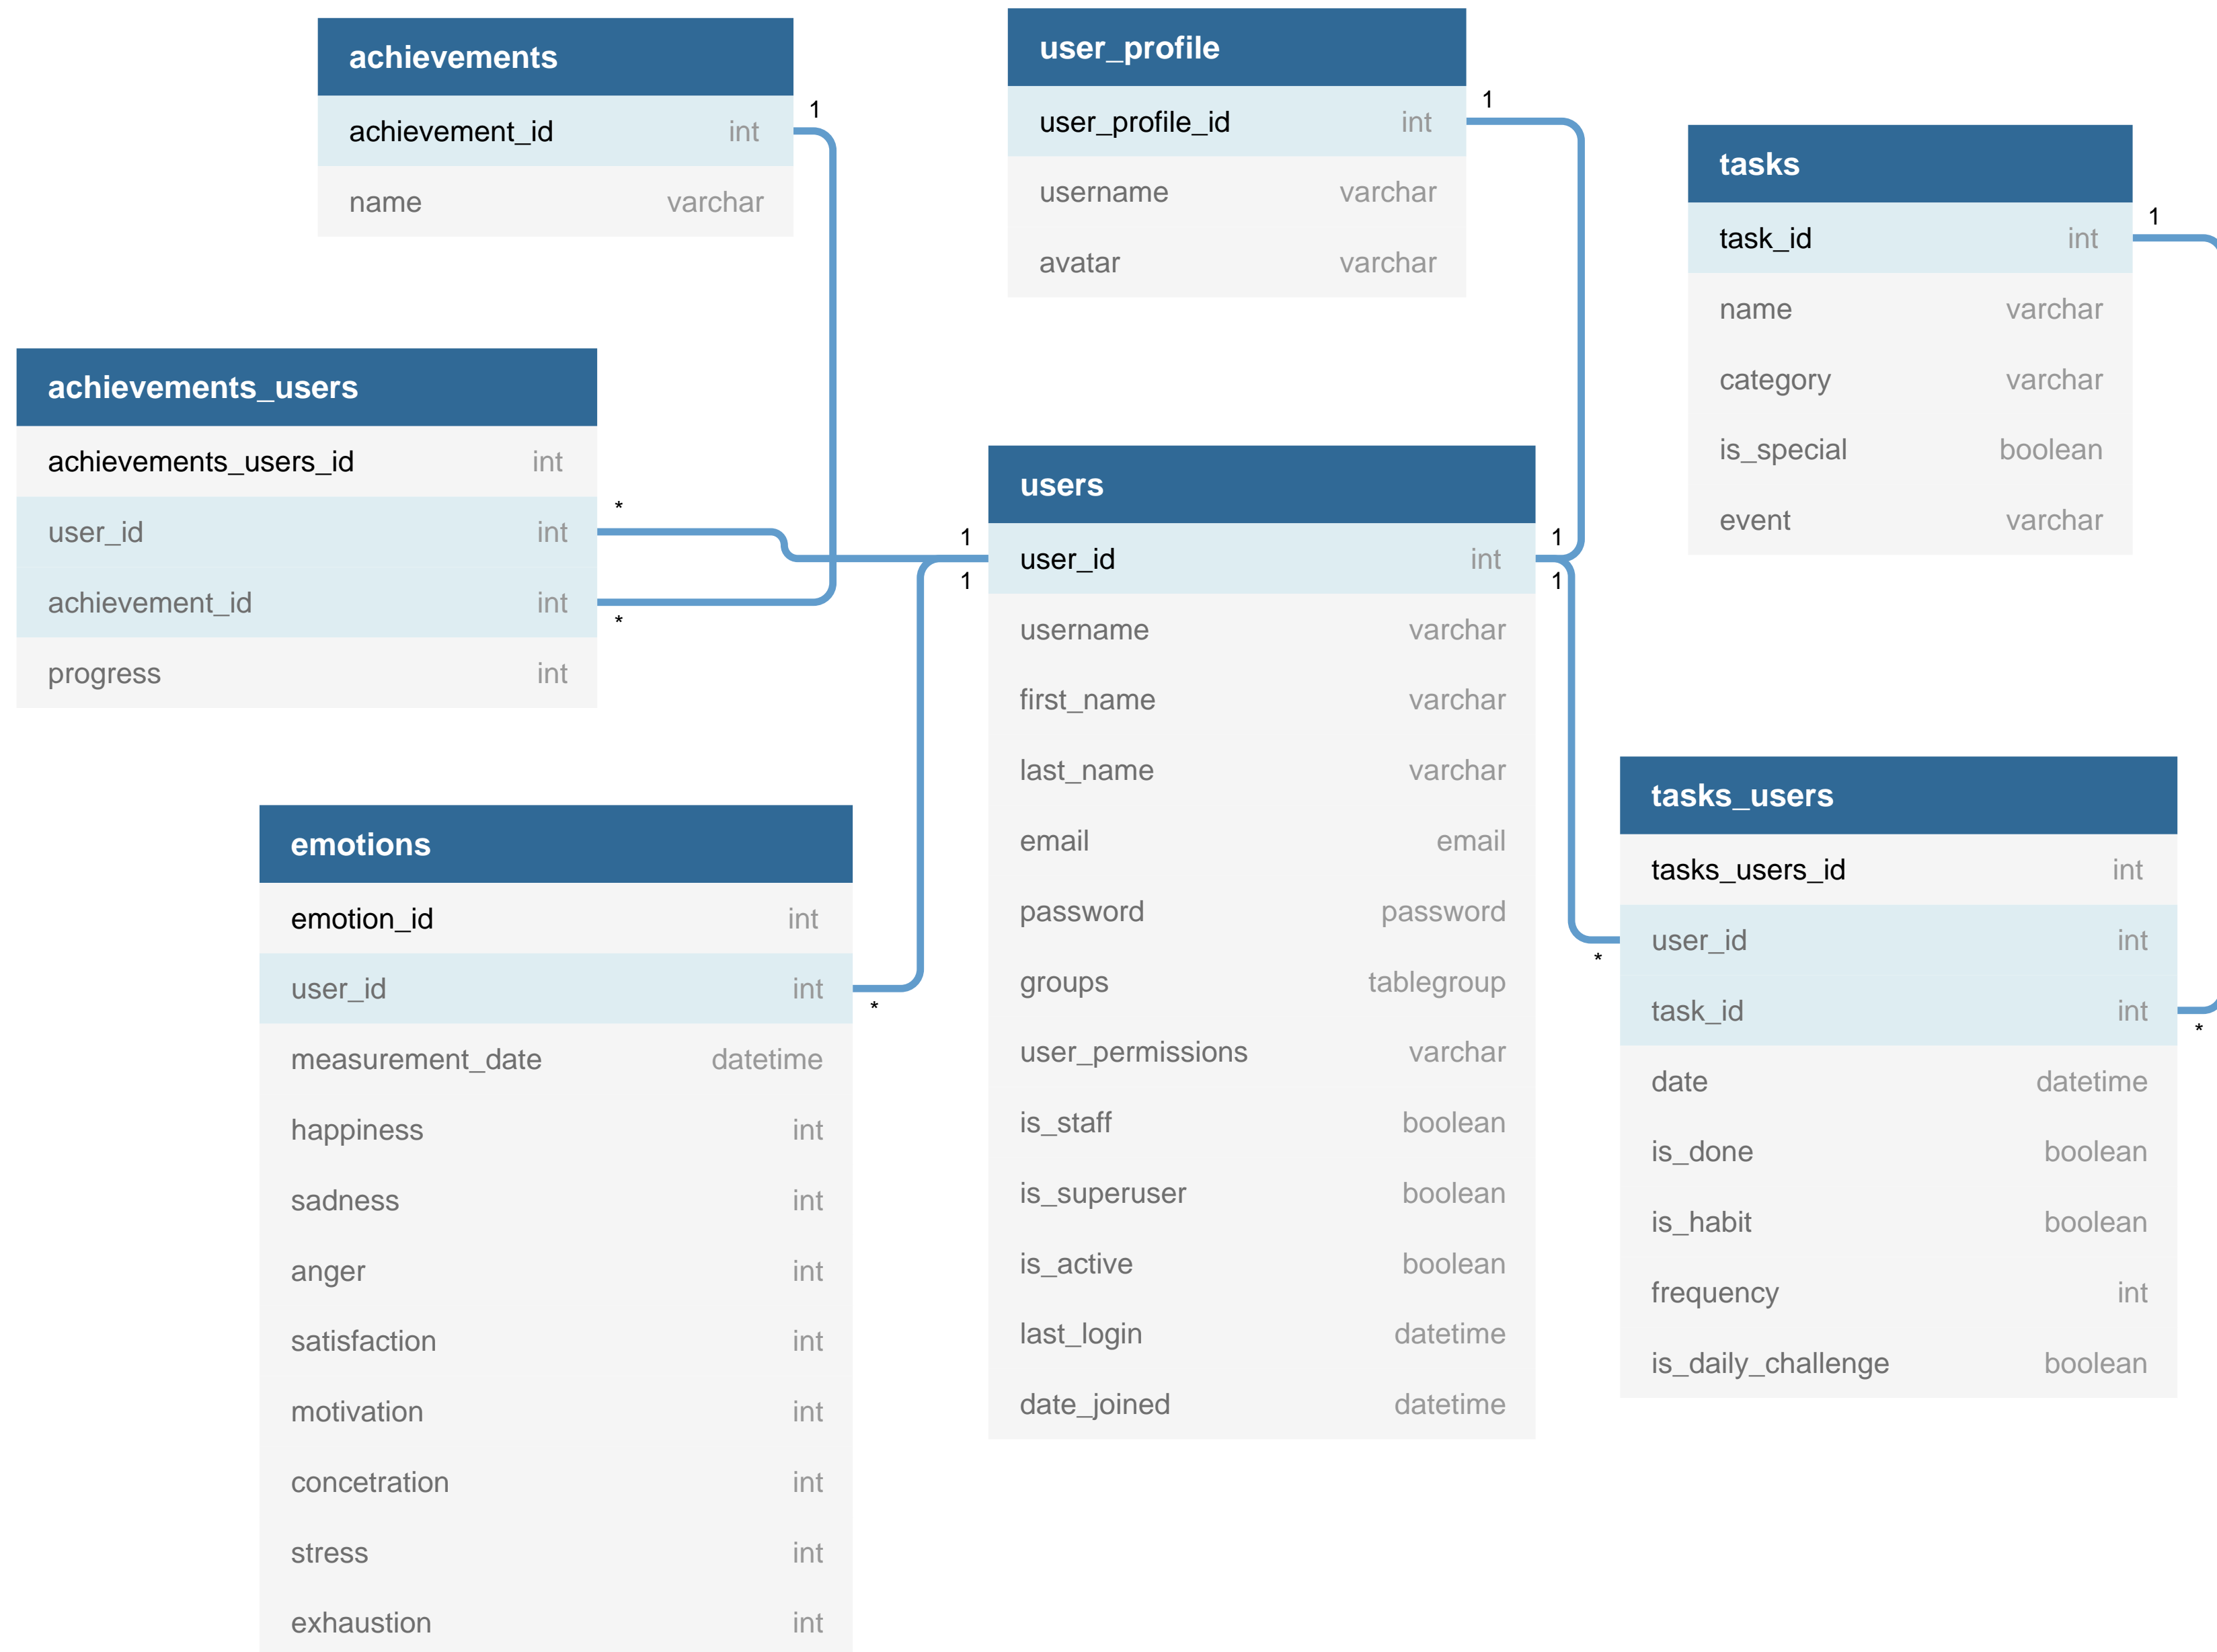 achievements
achievement_id int
name varchar
1
user_profile
user_profile_id int
username varchar
avatar varchar
1
tasks
task_id int
name varchar
category varchar
is_special boolean
event varchar
1
achievements_users
achievements_users_id int
user_id int
achievement_id int
progress int
*
*
users
user_id int
username varchar
first_name varchar
last_name varchar
email email
password password
groups tablegroup
user_permissions varchar
is_staff boolean
is_superuser boolean
is_active boolean
last_login datetime
date_joined datetime
1
1
1
1
emotions
emotion_id int
user_id int
measurement_date datetime
happiness int
sadness int
anger int
satisfaction int
motivation int
concetration int
stress int
exhaustion int
*
tasks_users
tasks_users_id int
user_id int
task_id int
date datetime
is_done boolean
is_habit boolean
frequency int
is_daily_challenge boolean
*
*